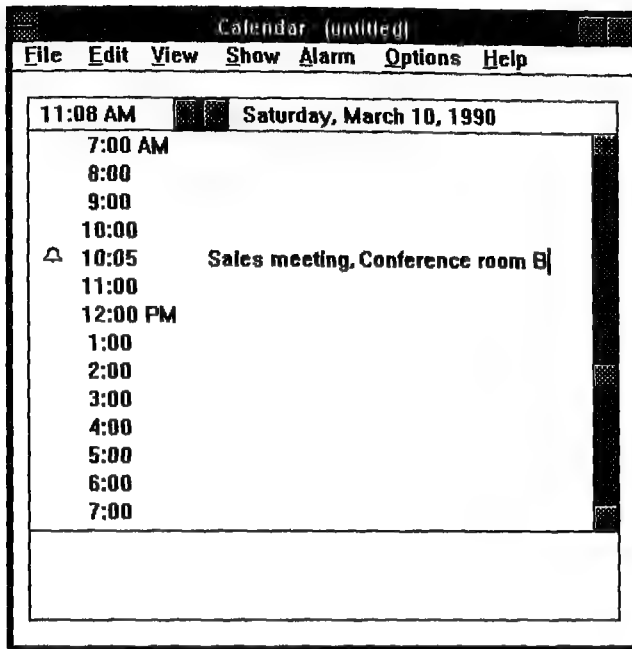 Calendar - (untitled)
File Edit View Show Alarm Options Help
11:08 AM Saturday, March 10, 1990
7:00 AM
8:00
9:00
10:00
10:05 Sales meeting, Conference room B
11:00
12:00 PM
1:00
2:00
3:00
4:00
5:00
6:00
7:00